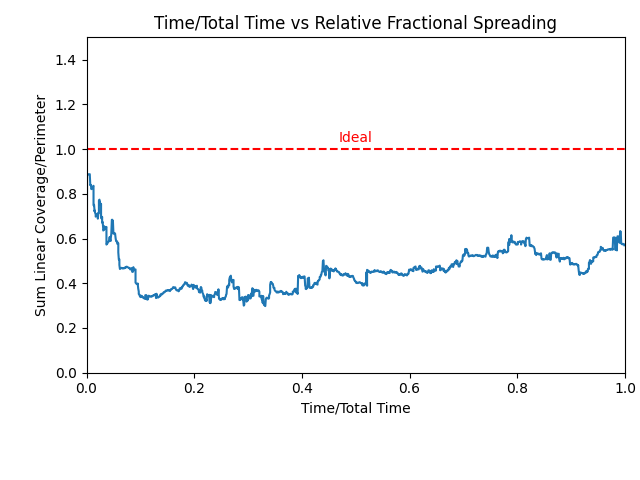 Time/Total Time vs Relative Fractional Spreading
1.4
1.2
1.0
0.8
0.6
0.4
0.2
0.0
Sum Linear Coverage/Perimeter
Ideal
0.0 0.2 0.4 0.6 0.8 1.0
Time/Total Time